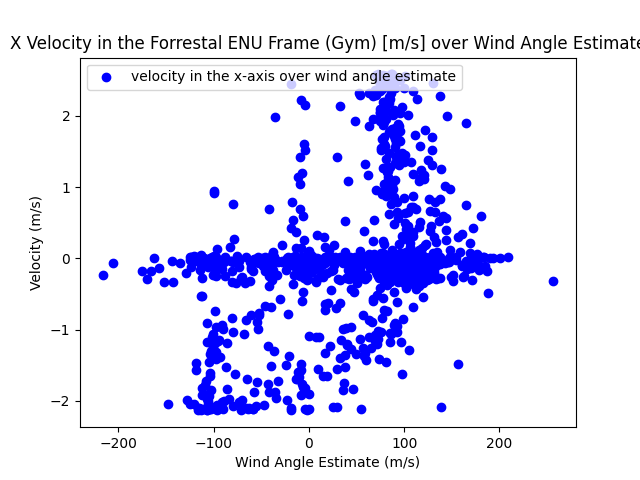 X Velocity in the Forrestal ENU Frame (Gym) [m/s] over Wind Angle Estimate
velocity in the x-axis over wind angle estimate
2
1
0
−1
−2
Velocity (m/s)
−200 −100 0 100 200
Wind Angle Estimate (m/s)